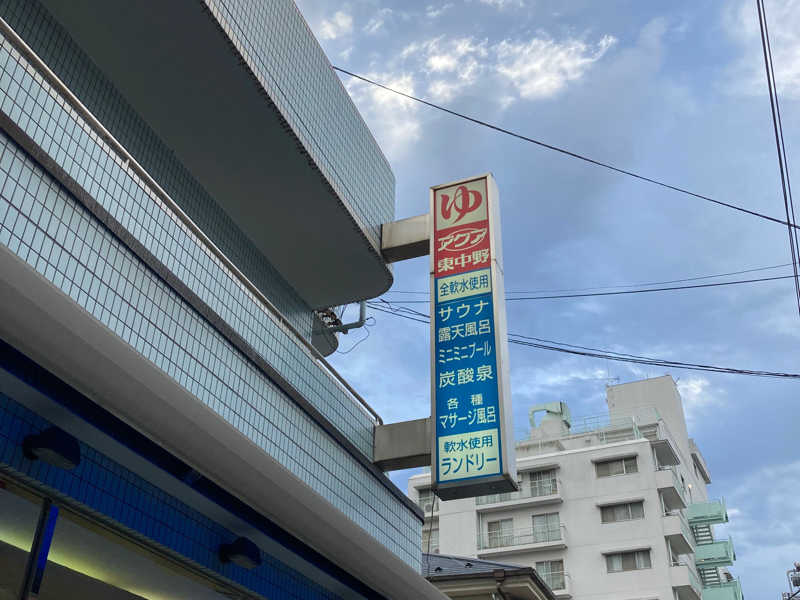 ゆ
アクア
東中野
全軟水使用
サウナ
露天風呂
ミニミニプール
炭酸泉
各種
マサージ風呂
軟水使用
ランドリー